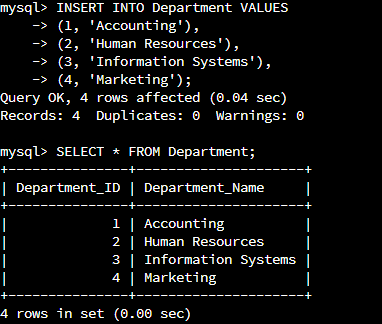 mysql> INSERT INTO Department VALUES
    -> (1, 'Accounting'),
    -> (2, 'Human Resources'),
    -> (3, 'Information Systems'),
    -> (4, 'Marketing');
Query OK, 4 rows affected (0.04 sec)
Records: 4  Duplicates: 0  Warnings: 0

mysql> SELECT * FROM Department;
+---------------+---------------------+
| Department_ID | Department_Name     |
+---------------+---------------------+
|             1 | Accounting          |
|             2 | Human Resources     |
|             3 | Information Systems |
|             4 | Marketing           |
+---------------+---------------------+
4 rows in set (0.00 sec)